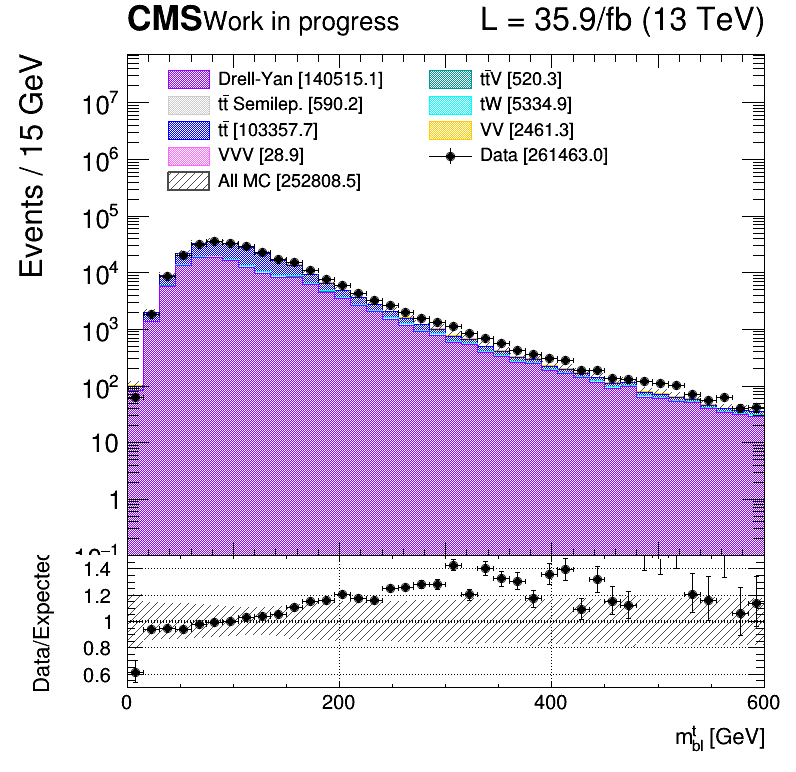 CMS Work in progress L = 35.9/fb (13 TeV)
Events / 15 GeV
Drell-Yan [140515.1]
tt̄ Semilep. [590.2]
tt̄ [103357.7]
VVV [28.9]
All MC [252808.5]
tt̄V [520.3]
tW [5334.9]
VV [2461.3]
Data [261463.0]
10⁷
10⁶
10⁵
10⁴
10³
10²
10
1
10⁻¹
Data/Expected
1.4
1.2
1
0.8
0.6
0 200 400 600
mᵗbl [GeV]